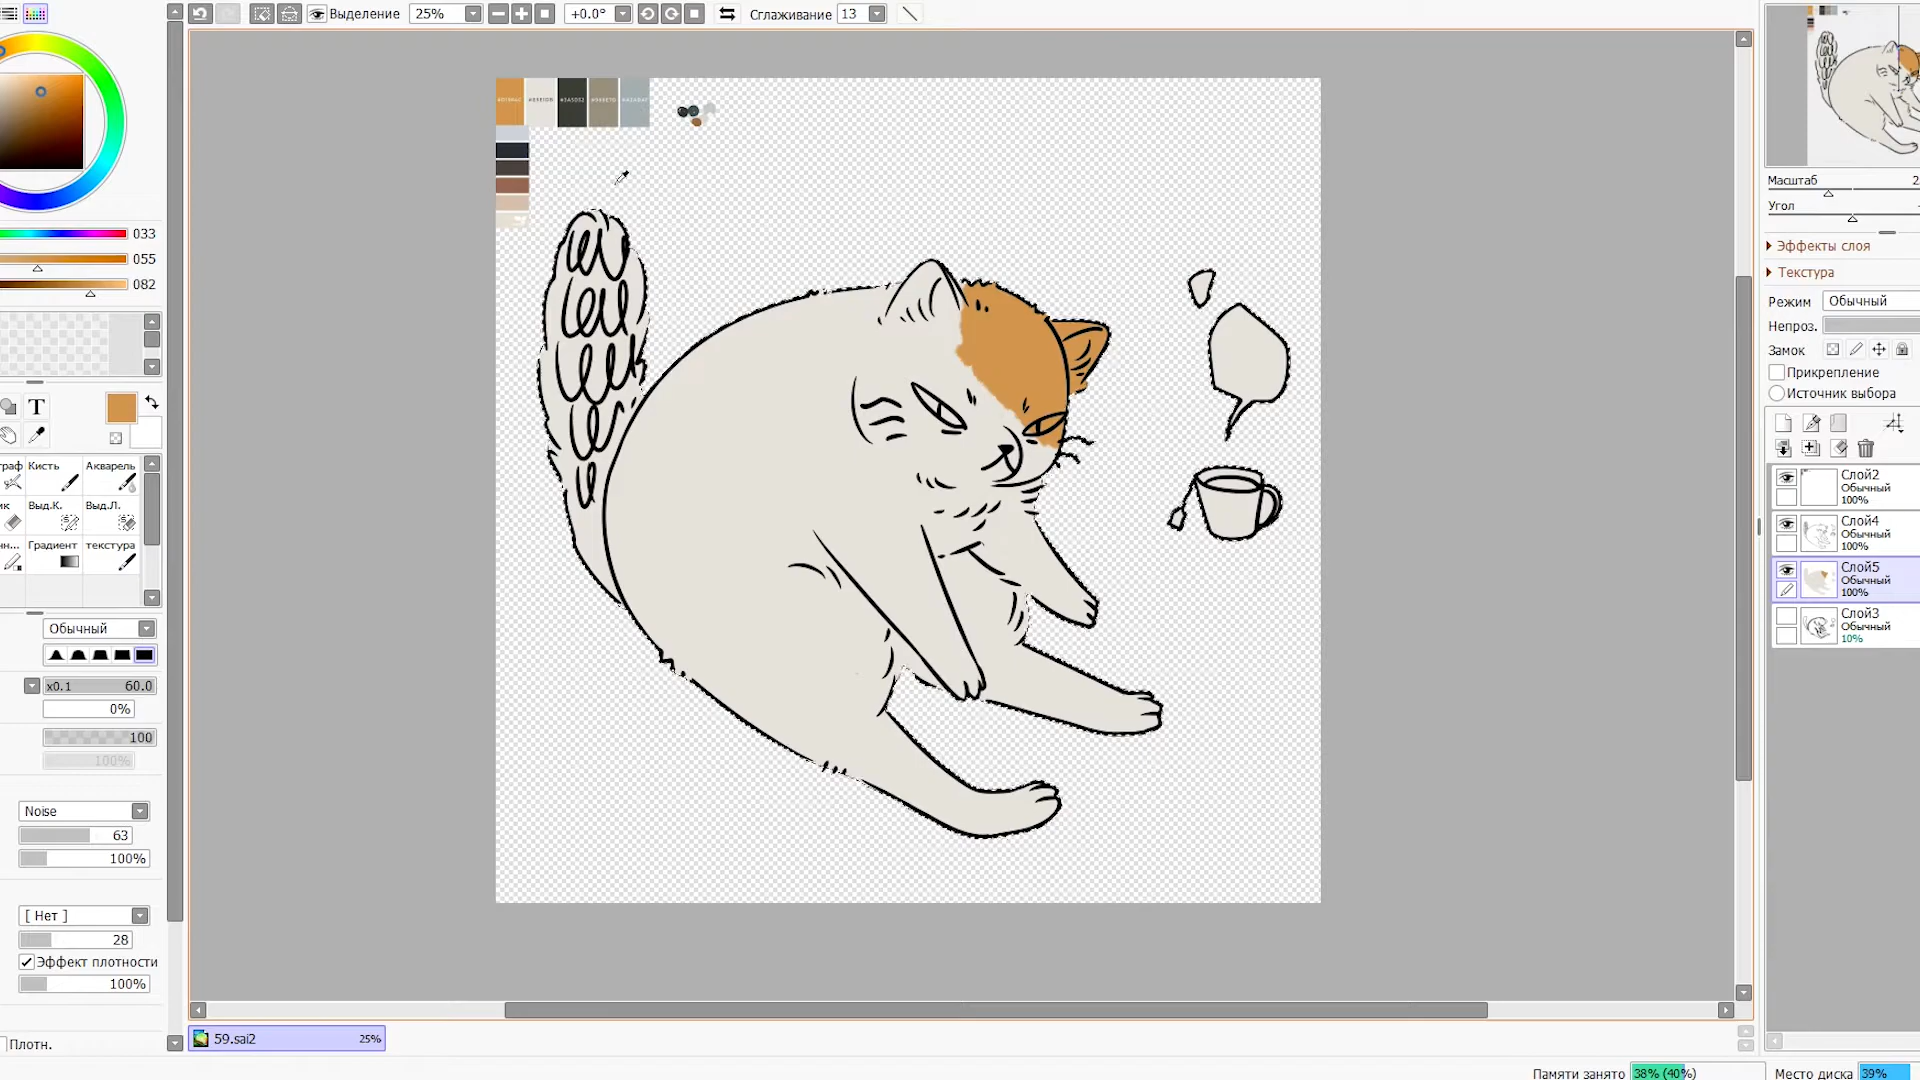 Выделение 25% +0.0° Сглаживание 13
033
055
082
T
Кисть Акварель
Выд.К. Выд.Л.
Градиент текстура
Обычный
x0.1 60.0
0%
100
100%
Noise
63
100%
[ Нет ]
28
Эффект плотности
100%
Плотн.
59.sai2 25%
Масштаб 2
Угол
Эффекты слоя
Текстура
Режим Обычный
Непроз.
Замок
Прикрепление
Источник выбора
Слой2
Обычный
100%
Слой4
Обычный
100%
Слой5
Обычный
100%
Слой3
Обычный
10%
Памяти занято 38% (40%) Место диска 39%